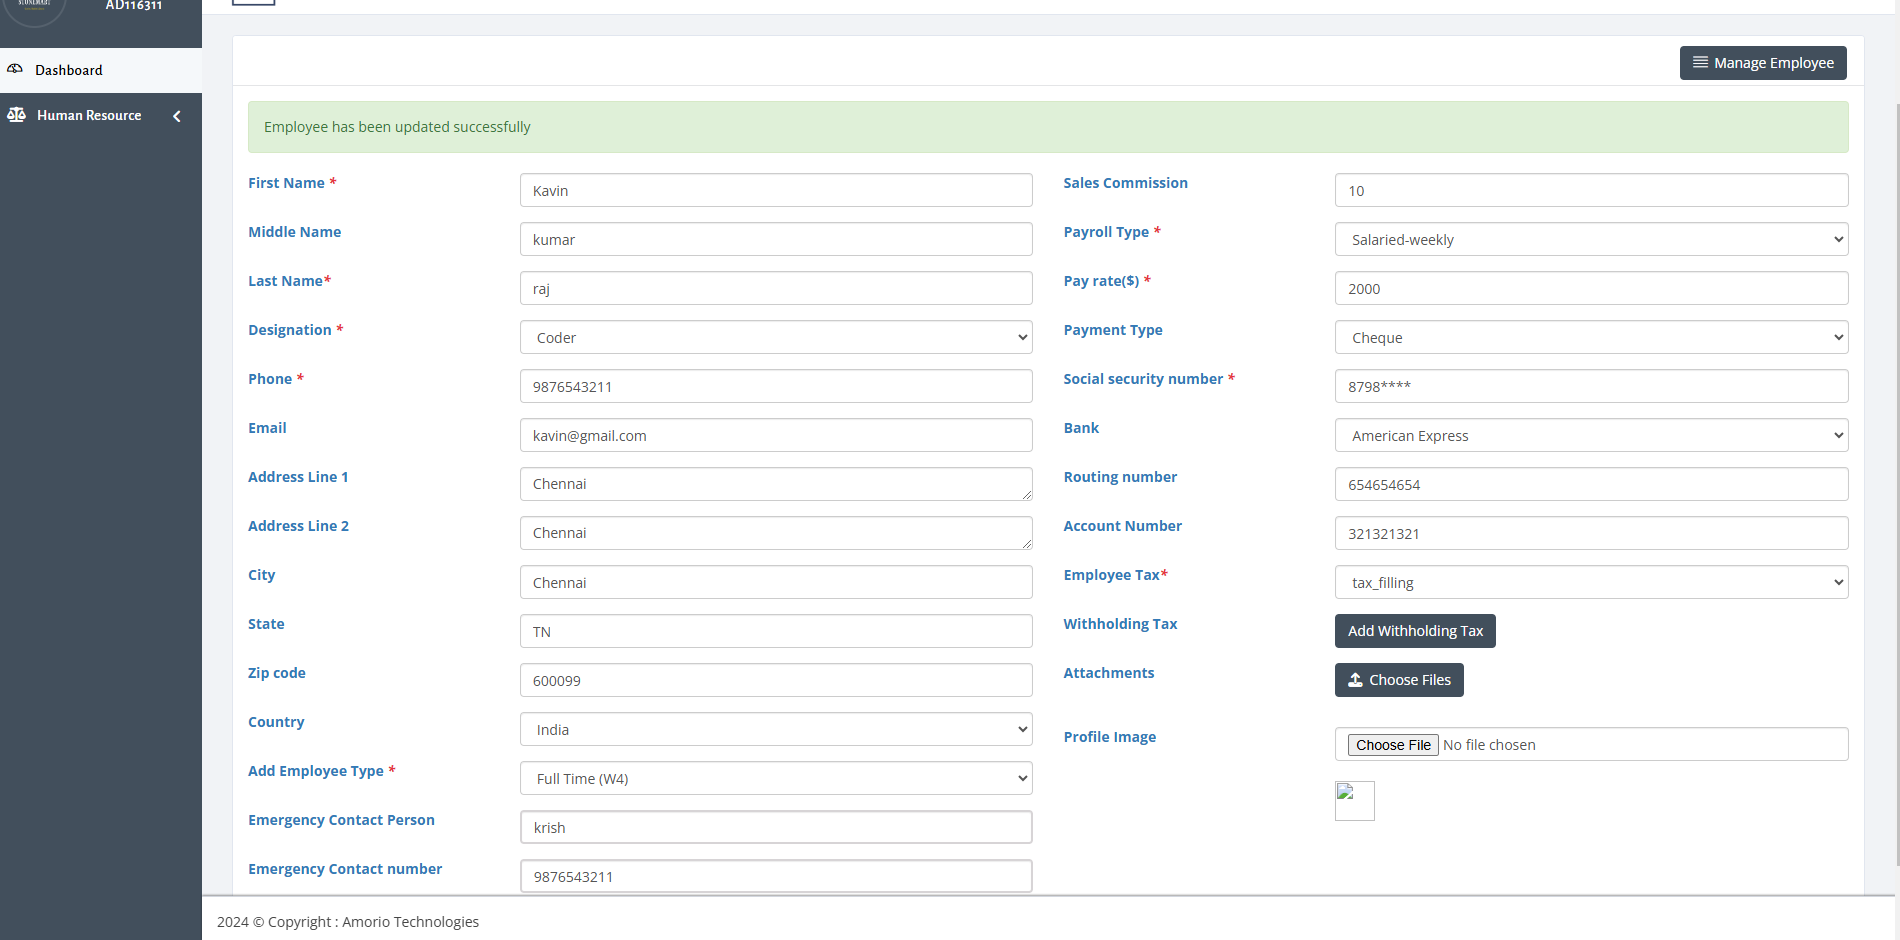 STONEMART
AD116311
Dashboard
Human Resource
Manage Employee
Employee has been updated successfully
First Name *
Kavin
Middle Name
kumar
Last Name*
raj
Designation *
Coder
Phone *
9876543211
Email
kavin@gmail.com
Address Line 1
Chennai
Address Line 2
Chennai
City
Chennai
State
TN
Zip code
600099
Country
India
Add Employee Type *
Full Time (W4)
Emergency Contact Person
krish
Emergency Contact number
9876543211
Sales Commission
10
Payroll Type *
Salaried-weekly
Pay rate($) *
2000
Payment Type
Cheque
Social security number *
8798****
Bank
American Express
Routing number
654654654
Account Number
321321321
Employee Tax*
tax_filling
Withholding Tax
Add Withholding Tax
Attachments
Choose Files
Profile Image
Choose File No file chosen
2024 © Copyright : Amorio Technologies